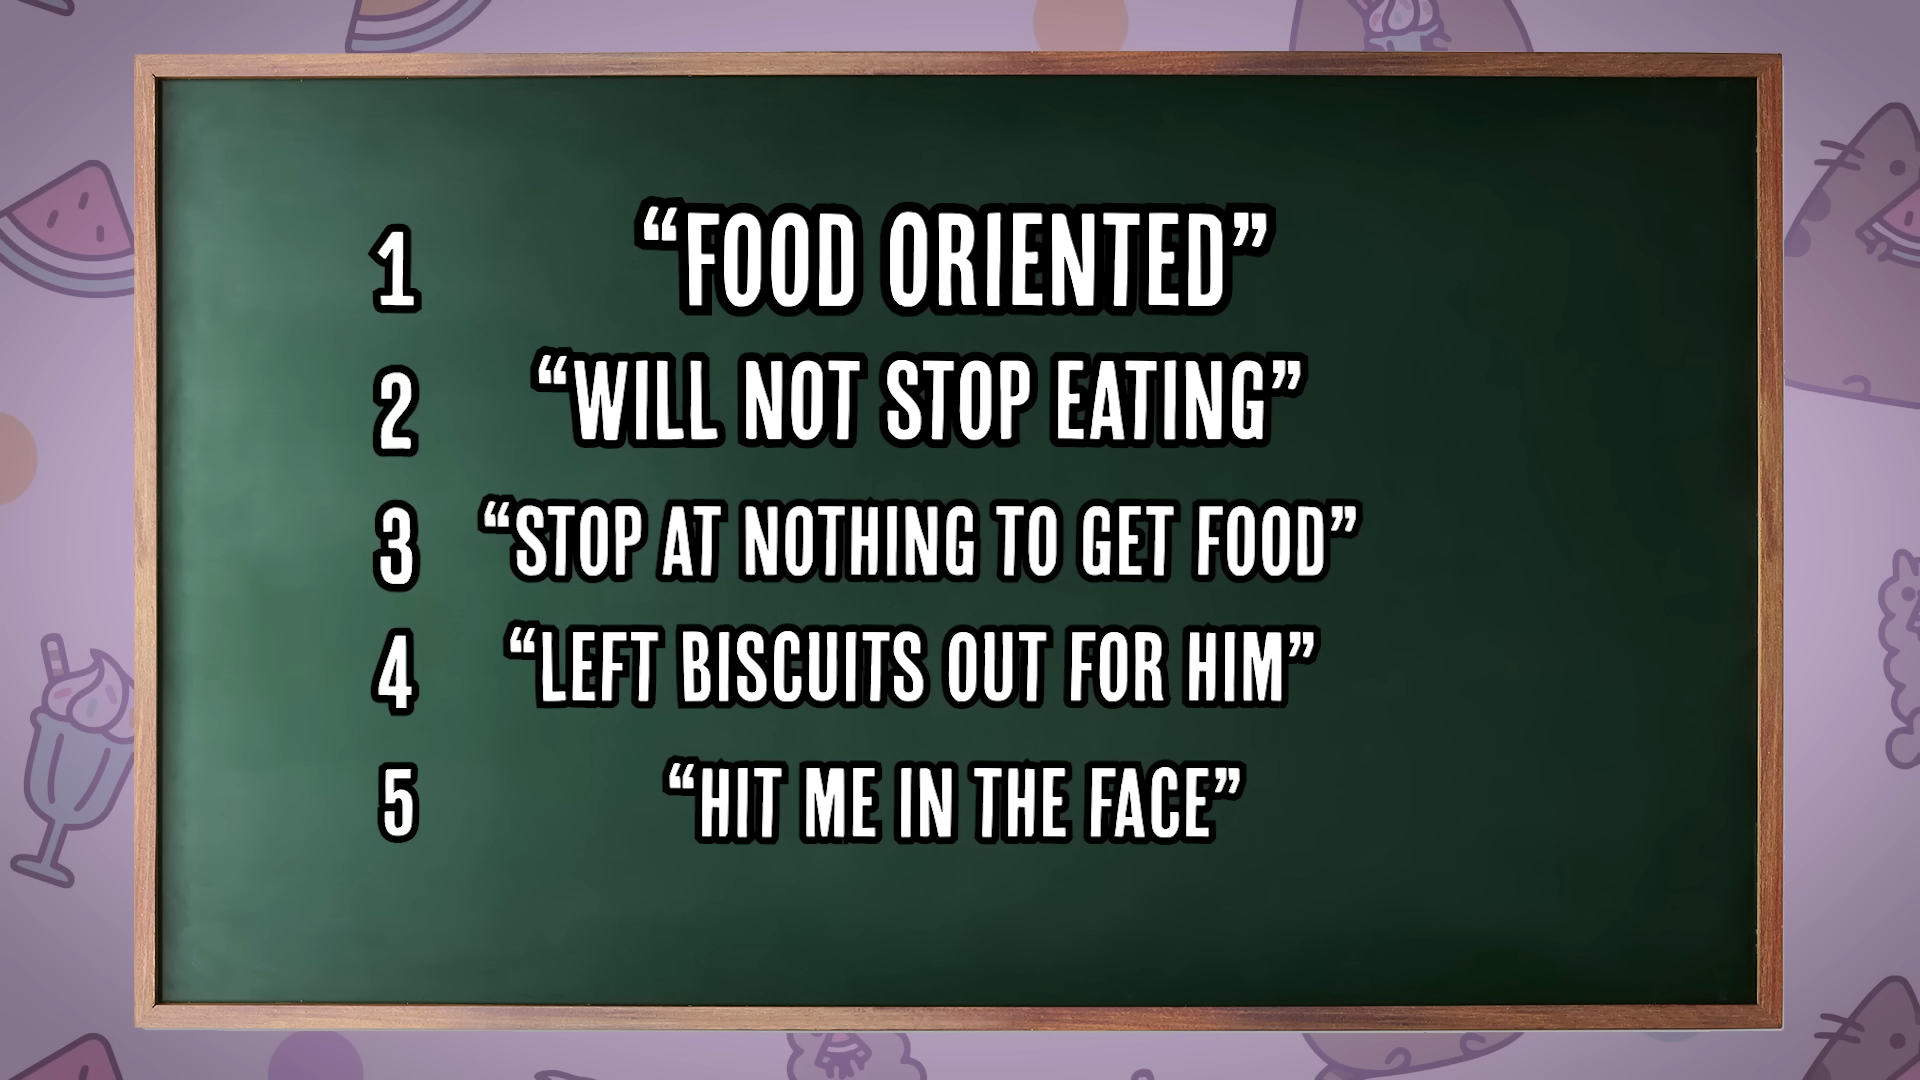 1 “FOOD ORIENTED”
2 “WILL NOT STOP EATING”
3 “STOP AT NOTHING TO GET FOOD”
4 “LEFT BISCUITS OUT FOR HIM”
5 “HIT ME IN THE FACE”